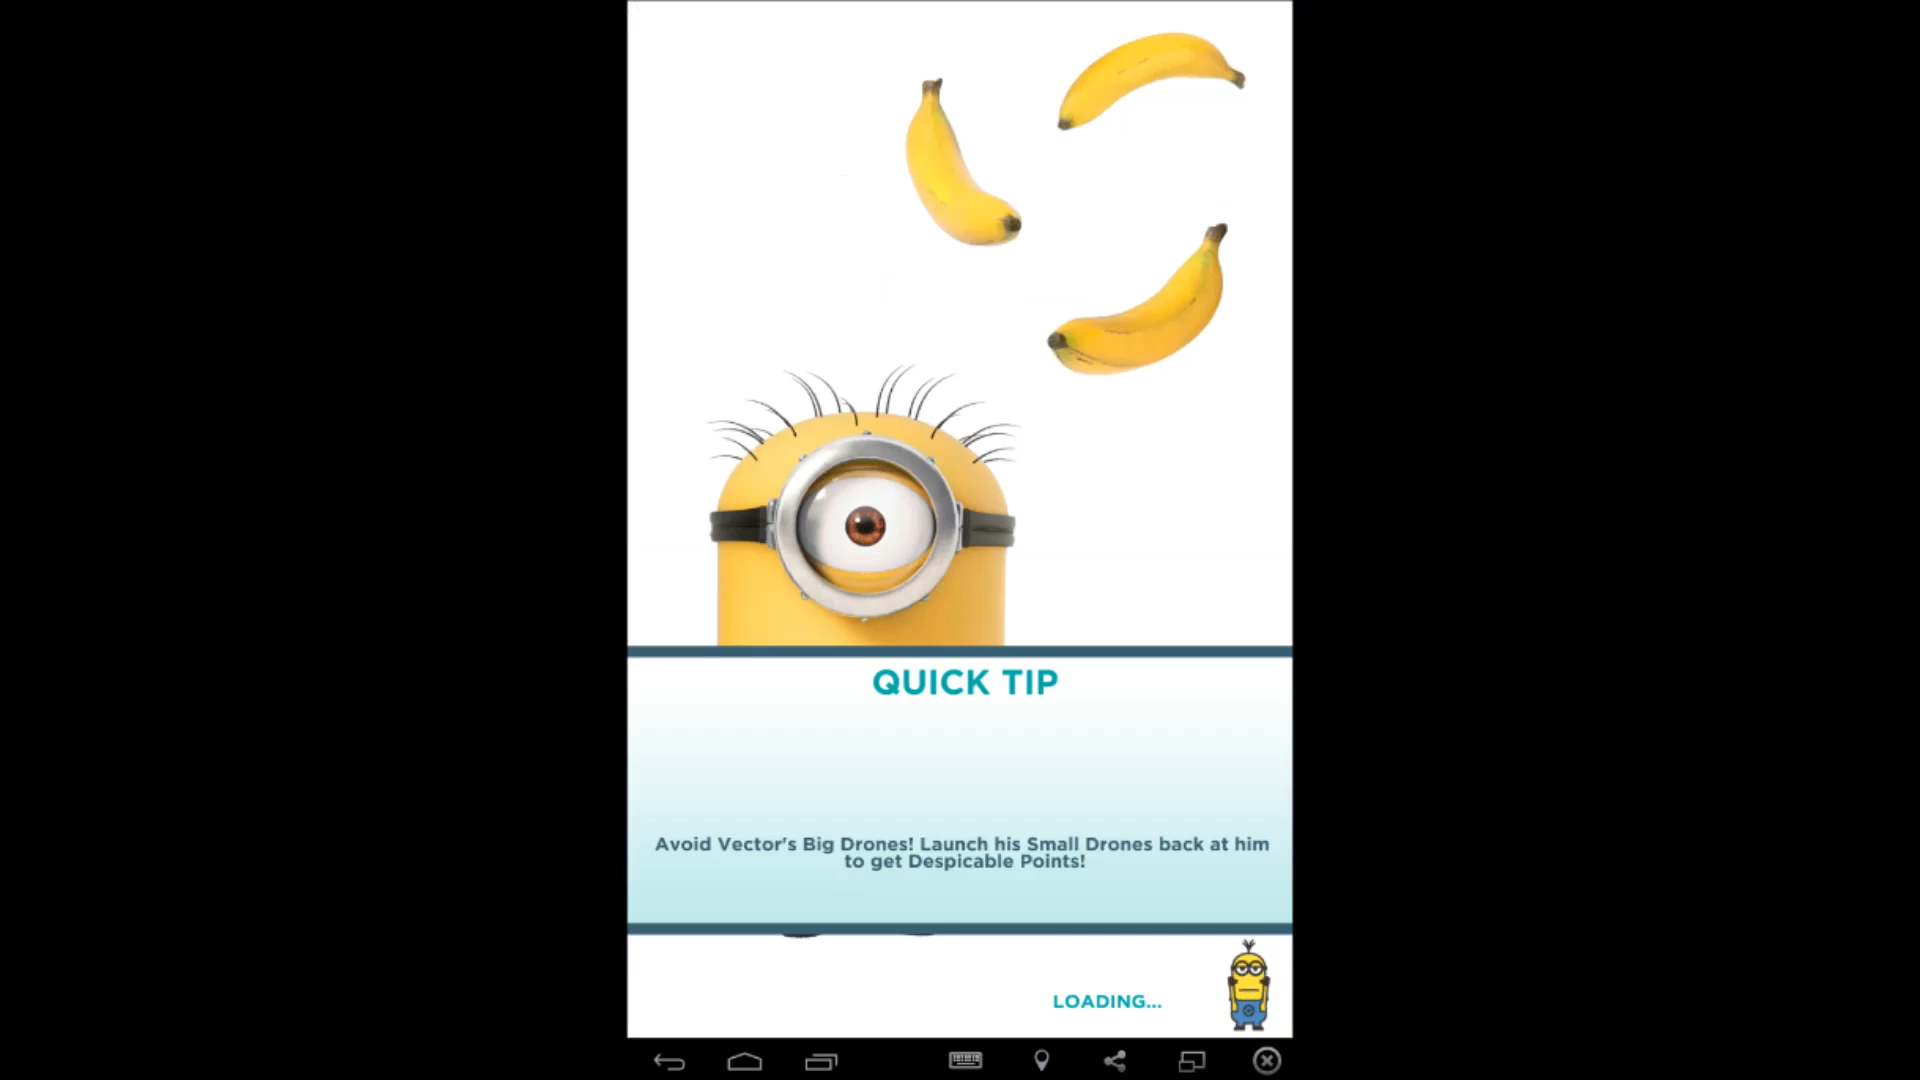 QUICK TIP
Avoid Vector's Big Drones! Launch his Small Drones back at him
to get Despicable Points!
LOADING...